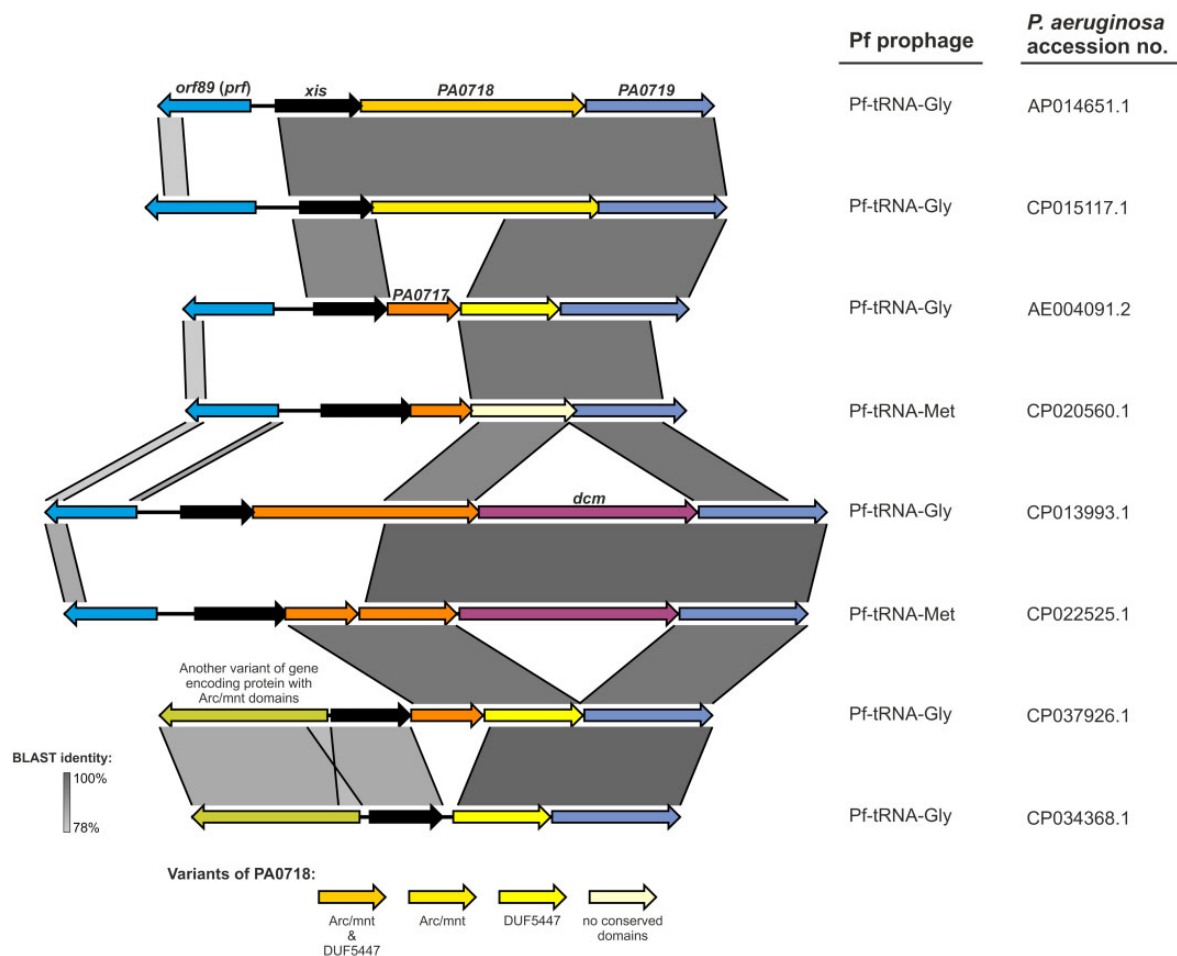 Pf prophage
P. aeruginosa
accession no.
orf89 (prf)
xis
PA0718
PA0719
Pf-tRNA-Gly
AP014651.1
Pf-tRNA-Gly
CP015117.1
PA0717
Pf-tRNA-Gly
AE004091.2
Pf-tRNA-Met
CP020560.1
dcm
Pf-tRNA-Gly
CP013993.1
Pf-tRNA-Met
CP022525.1
Another variant of gene
encoding protein with
Arc/mnt domains
Pf-tRNA-Gly
CP037926.1
BLAST identity:
100%
78%
Pf-tRNA-Gly
CP034368.1
Variants of PA0718:
Arc/mnt
&
DUF5447
Arc/mnt
DUF5447
no conserved
domains